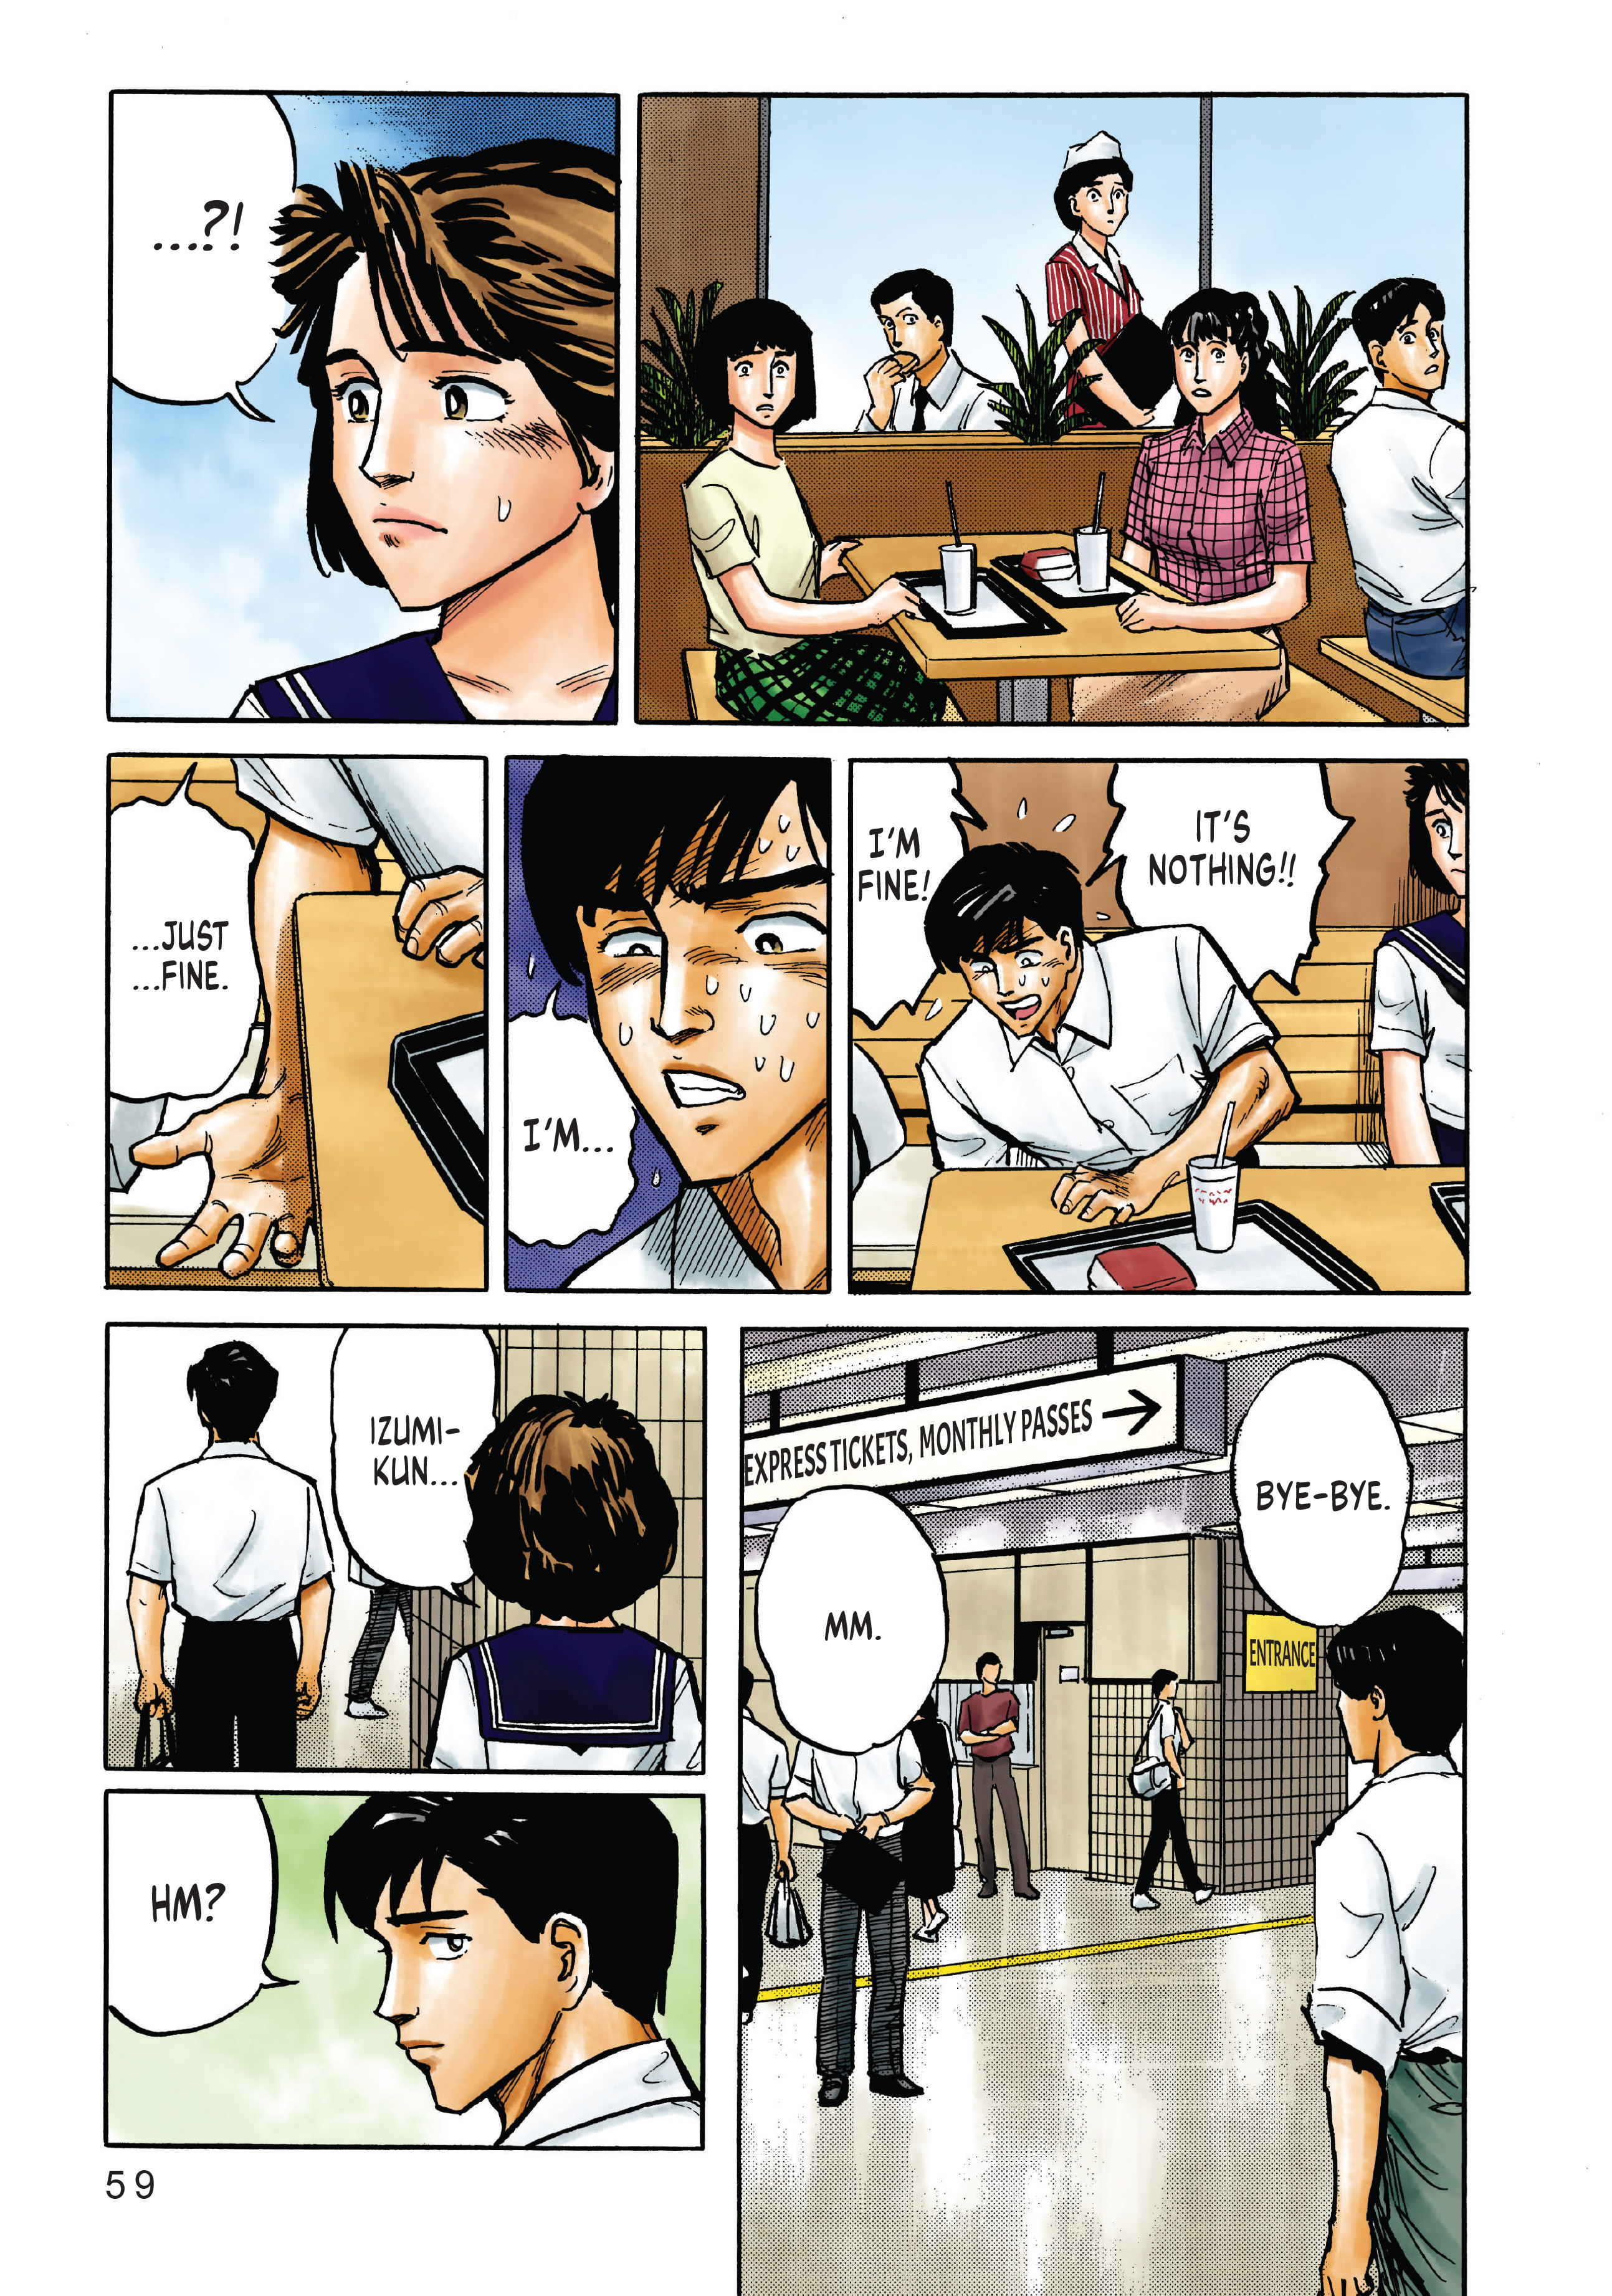 ...?!
IT'S
NOTHING!!
I'M
FINE!
I'M...
...JUST
...FINE.
EXPRESS TICKETS, MONTHLY PASSES →
BYE-BYE.
MM.
ENTRANCE
IZUMI-
KUN...
HM?
59